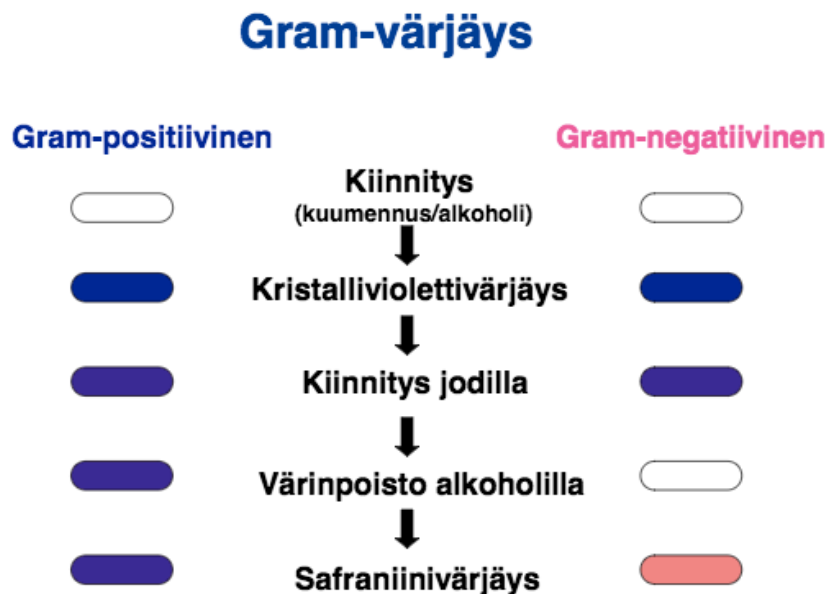 Gram-värjäys
Gram-positiivinen
Gram-negatiivinen
Kiinnitys
(kuumennus/alkoholi)
Kristalliviolettivärjäys
Kiinnitys jodilla
Värinpoisto alkoholilla
Safraniinivärjäys